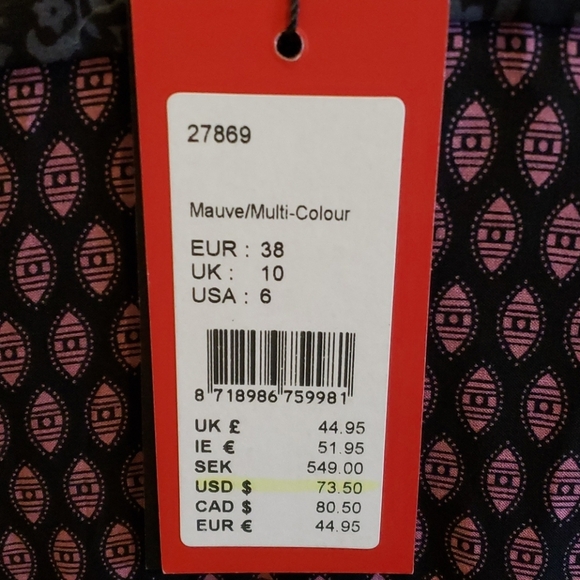 27869
Mauve/Multi-Colour
EUR : 38
UK : 10
USA : 6
8 718986 759981
UK £ 44.95
IE € 51.95
SEK 549.00
USD $ 73.50
CAD $ 80.50
EUR € 44.95